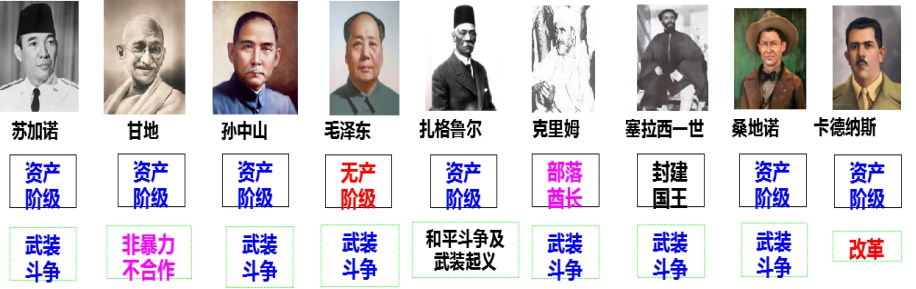 苏加诺 甘地 孙中山 毛泽东 扎格鲁尔 克里姆 塞拉西一世 桑地诺 卡德纳斯
资产 资产 资产 无产 资产 部落 封建 资产 资产
阶级 阶级 阶级 阶级 阶级 酋长 国王 阶级 阶级
武装 非暴力 武装 武装 和平斗争及 武装 武装 武装 改革
斗争 不合作 斗争 斗争 武装起义 斗争 斗争 斗争